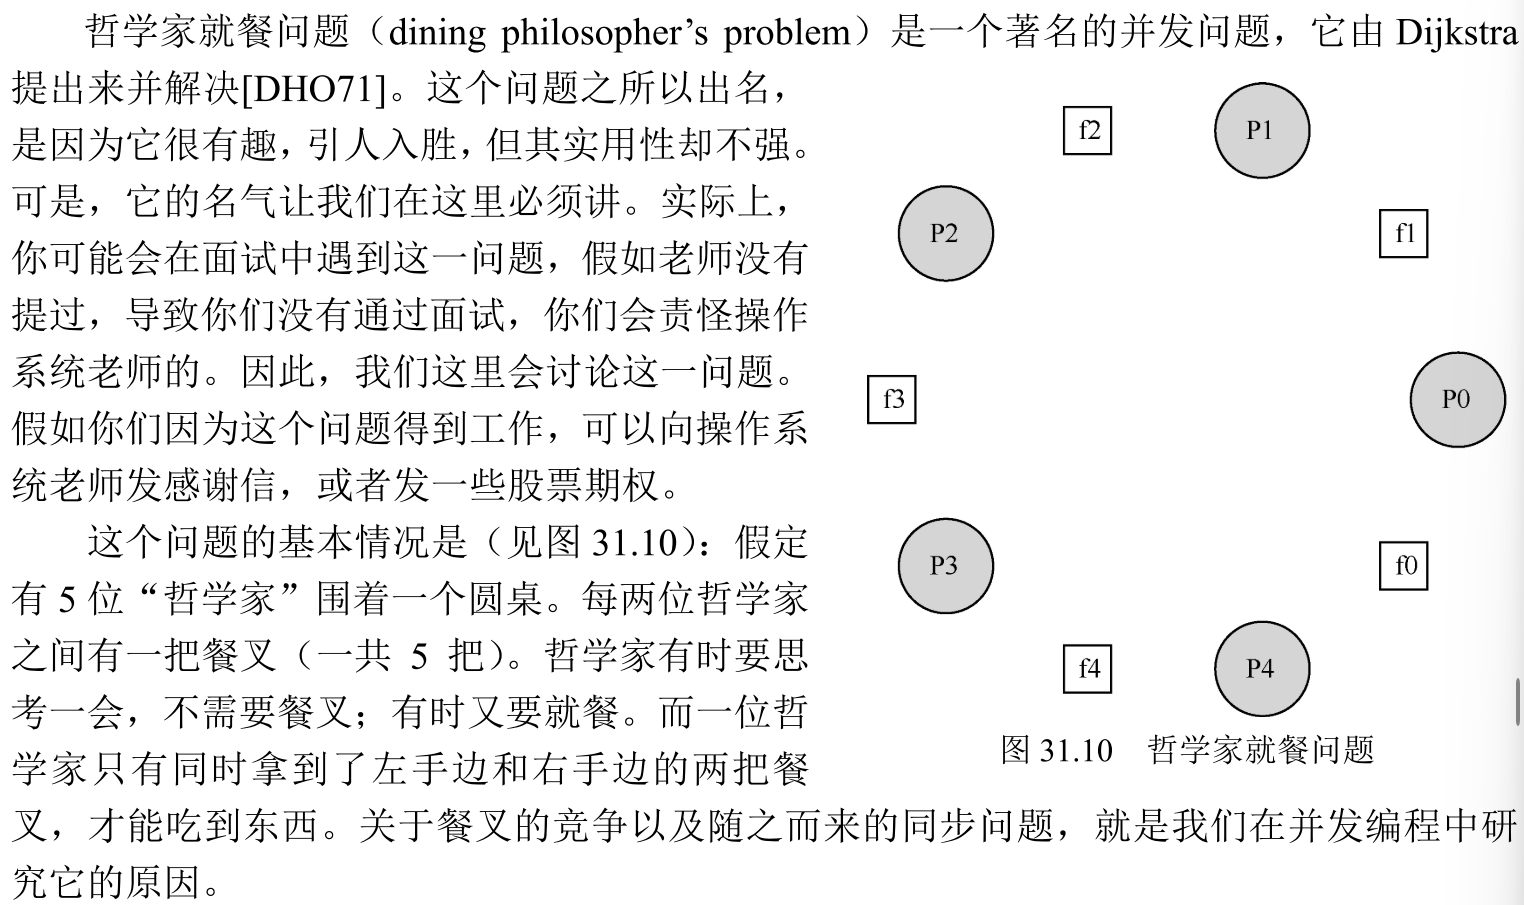 哲学家就餐问题（dining philosopher’s problem）是一个著名的并发问题，它由 Dijkstra
提出来并解决[DHO71]。这个问题之所以出名，
是因为它很有趣，引人入胜，但其实用性却不强。
可是，它的名气让我们在这里必须讲。实际上，
你可能会在面试中遇到这一问题，假如老师没有
提过，导致你们没有通过面试，你们会责怪操作
系统老师的。因此，我们这里会讨论这一问题。
假如你们因为这个问题得到工作，可以向操作系
统老师发感谢信，或者发一些股票期权。
这个问题的基本情况是（见图 31.10）：假定
有 5 位“哲学家”围着一个圆桌。每两位哲学家
之间有一把餐叉（一共 5 把）。哲学家有时要思
考一会，不需要餐叉；有时又要就餐。而一位哲
学家只有同时拿到了左手边和右手边的两把餐
叉，才能吃到东西。关于餐叉的竞争以及随之而来的同步问题，就是我们在并发编程中研
究它的原因。
f2
P1
P2
f1
f3
P0
P3
f0
f4
P4
图 31.10 哲学家就餐问题